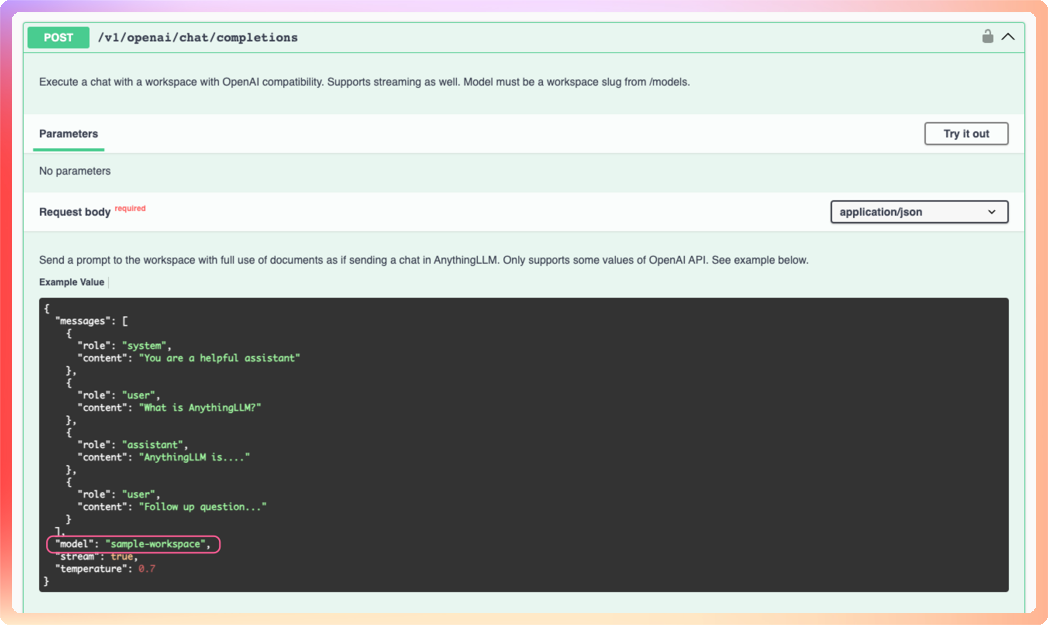 POST /v1/openai/chat/completions
Execute a chat with a workspace with OpenAI compatibility. Supports streaming as well. Model must be a workspace slug from /models.
Parameters
Try it out
No parameters
Request body required
application/json
Send a prompt to the workspace with full use of documents as if sending a chat in AnythingLLM. Only supports some values of OpenAI API. See example below.
Example Value
{
  "messages": [
    {
      "role": "system",
      "content": "You are a helpful assistant"
    },
    {
      "role": "user",
      "content": "What is AnythingLLM?"
    },
    {
      "role": "assistant",
      "content": "AnythingLLM is...."
    },
    {
      "role": "user",
      "content": "Follow up question..."
    }
  ],
  "model": "sample-workspace",
  "stream": true,
  "temperature": 0.7
}